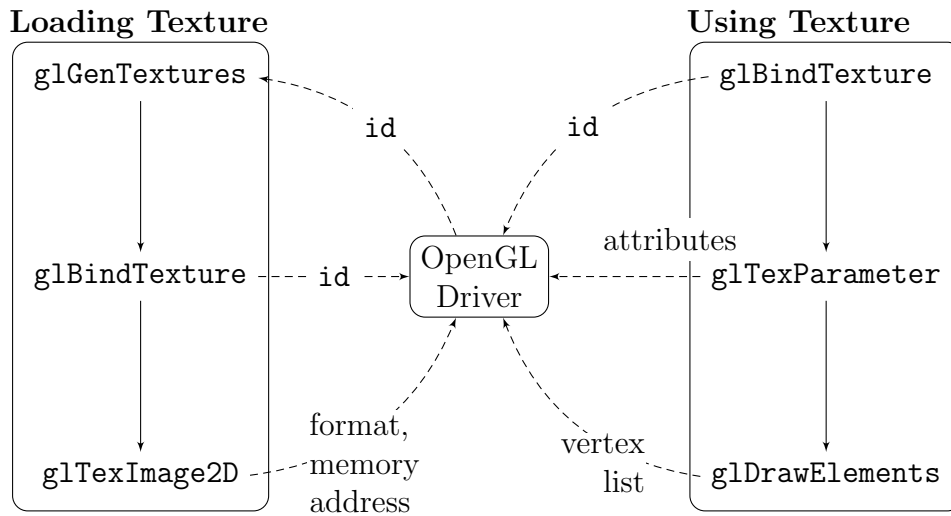 Loading Texture
glGenTextures
glBindTexture
glTexImage2D
id
id
format,
memory
address
OpenGL
Driver
Using Texture
glBindTexture
glTexParameter
glDrawElements
id
attributes
vertex
list